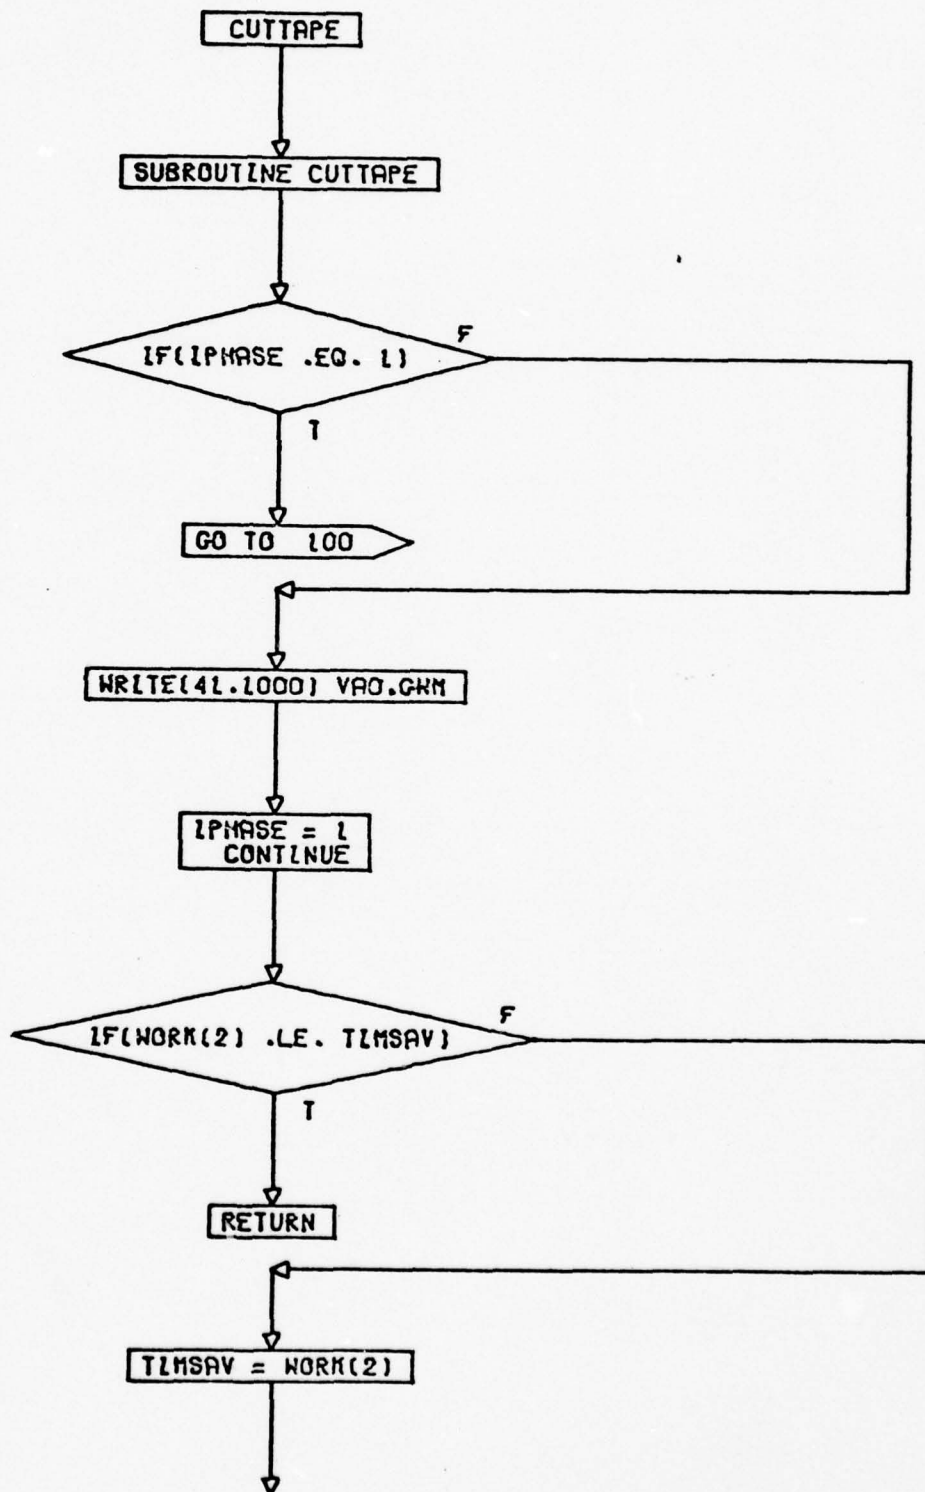 CUTTAPE
SUBROUTINE CUTTAPE
IF(IPHASE .EQ. 1)
F
T
GO TO 100
WRITE(41,1000) VAO,GKM
IPHASE = 1
CONTINUE
IF(WORK(2) .LE. TIMSAV)
F
T
RETURN
TIMSAV = WORK(2)